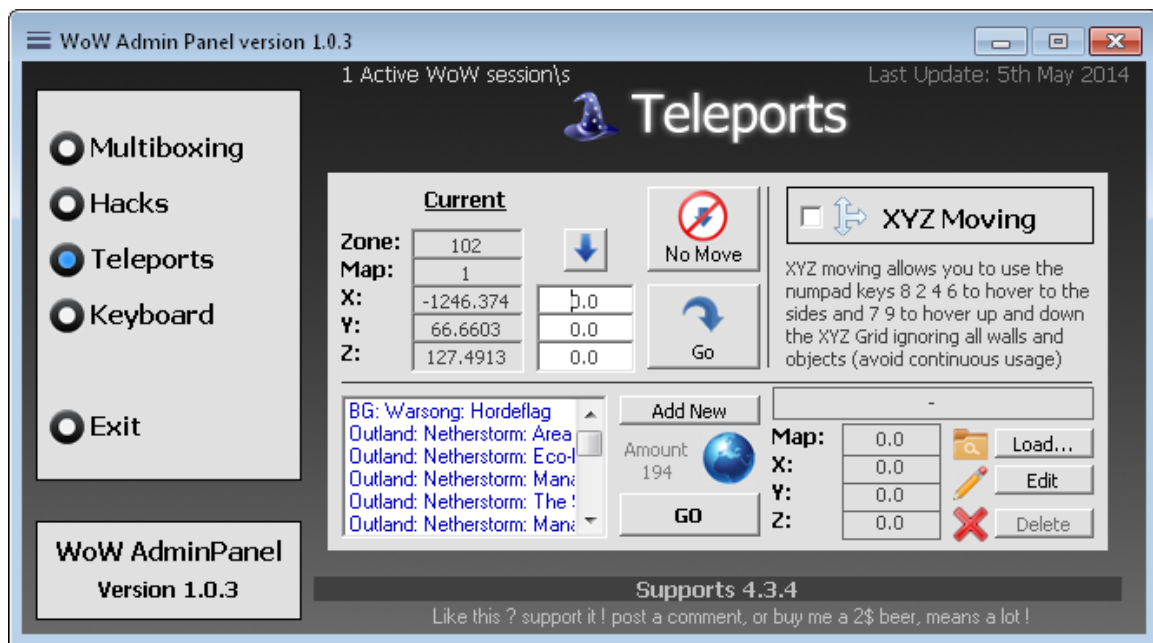 WoW Admin Panel version 1.0.3
1 Active WoW session\s
Last Update: 5th May 2014
Teleports
Multiboxing
Hacks
Teleports
Keyboard
Exit
WoW AdminPanel
Version 1.0.3
Current
Zone: 102
Map: 1
X: -1246.374 0.0
Y: 66.6603 0.0
Z: 127.4913 0.0
No Move
Go
XYZ Moving
XYZ moving allows you to use the
numpad keys 8 2 4 6 to hover to the
sides and 7 9 to hover up and down
the XYZ Grid ignoring all walls and
objects (avoid continuous usage)
BG: Warsong: Hordeflag
Outland: Netherstorm: Area
Outland: Netherstorm: Eco-
Outland: Netherstorm: Mana
Outland: Netherstorm: The
Outland: Netherstorm: Mana
Add New
Amount
194
GO
-
Map: 0.0
X: 0.0
Y: 0.0
Z: 0.0
Load...
Edit
Delete
Supports 4.3.4
Like this ? support it ! post a comment, or buy me a 2$ beer, means a lot !